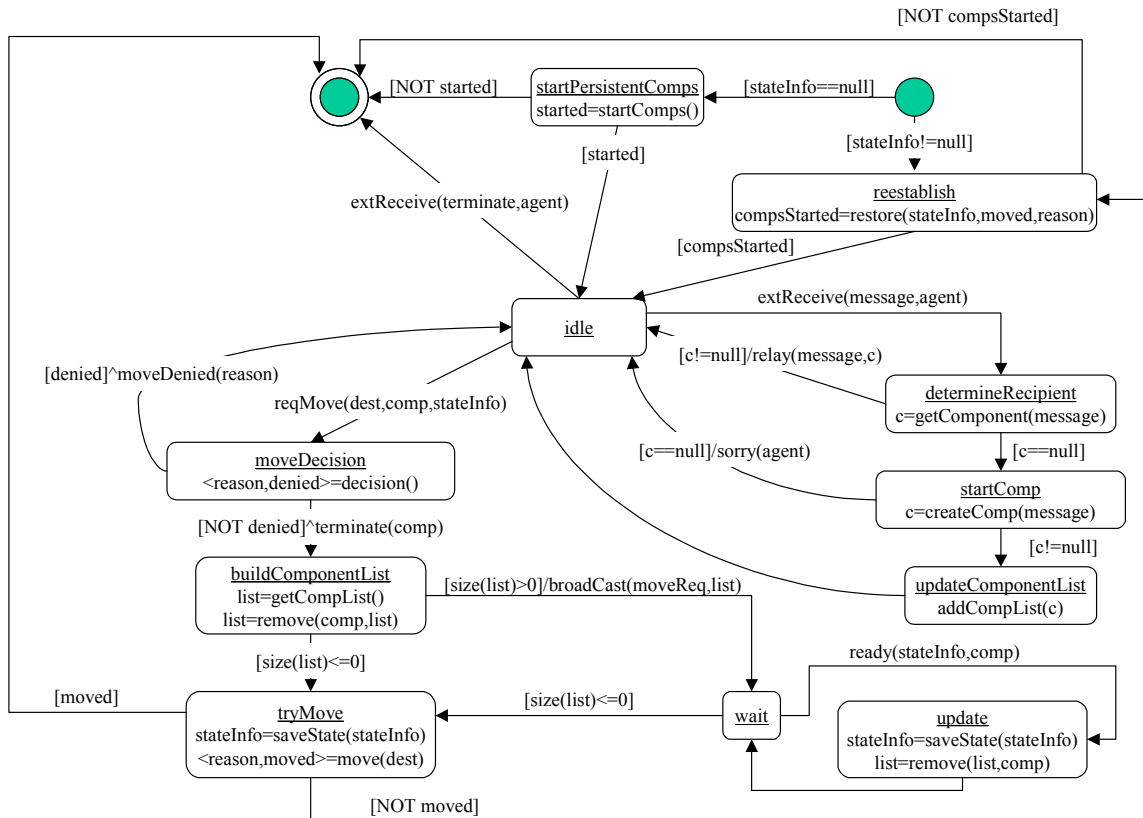 [NOT compsStarted]
[NOT started]
startPersistentComps
started=startComps()
[stateInfo==null]
[started]
[stateInfo!=null]
extReceive(terminate,agent)
reestablish
compsStarted=restore(stateInfo,moved,reason)
[compsStarted]
extReceive(message,agent)
idle
[c!=null]/relay(message,c)
[denied]^moveDenied(reason)
determineRecipient
c=getComponent(message)
reqMove(dest,comp,stateInfo)
[c==null]/sorry(agent)
[c==null]
moveDecision
<reason,denied>=decision()
startComp
c=createComp(message)
[NOT denied]^terminate(comp)
[c!=null]
buildComponentList
list=getCompList()
list=remove(comp,list)
[size(list)>0]/broadCast(moveReq,list)
updateComponentList
addCompList(c)
[size(list)<=0]
ready(stateInfo,comp)
[moved]
tryMove
stateInfo=saveState(stateInfo)
<reason,moved>=move(dest)
[size(list)<=0]
wait
update
stateInfo=saveState(stateInfo)
list=remove(list,comp)
[NOT moved]